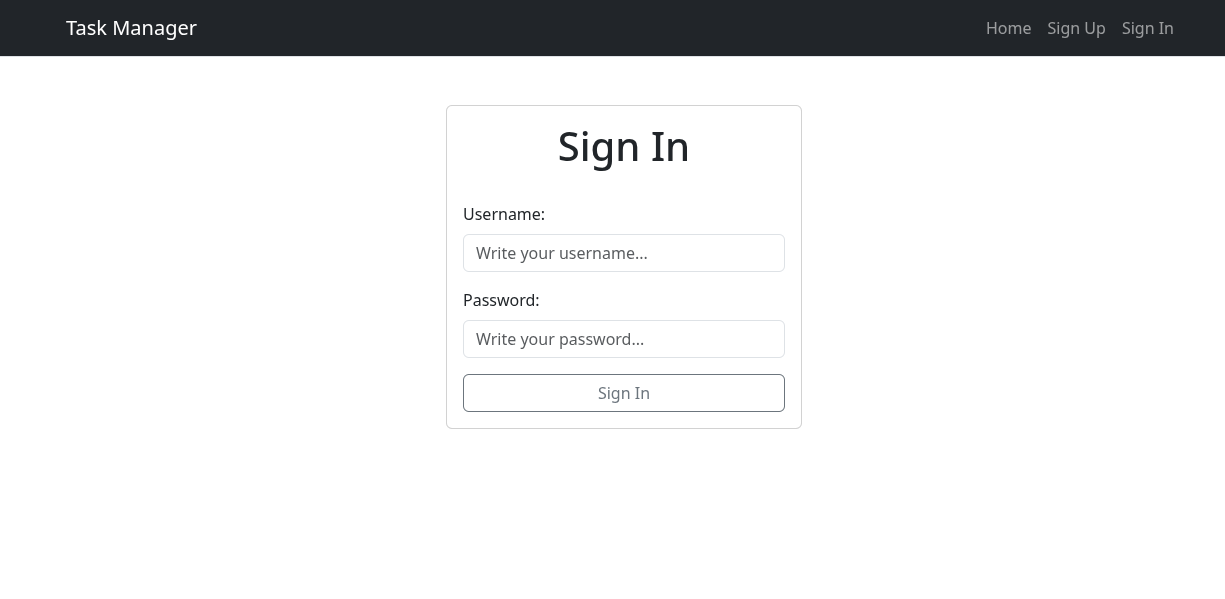 Task Manager Home Sign Up Sign In
Sign In
Username:
Write your username...
Password:
Write your password...
Sign In